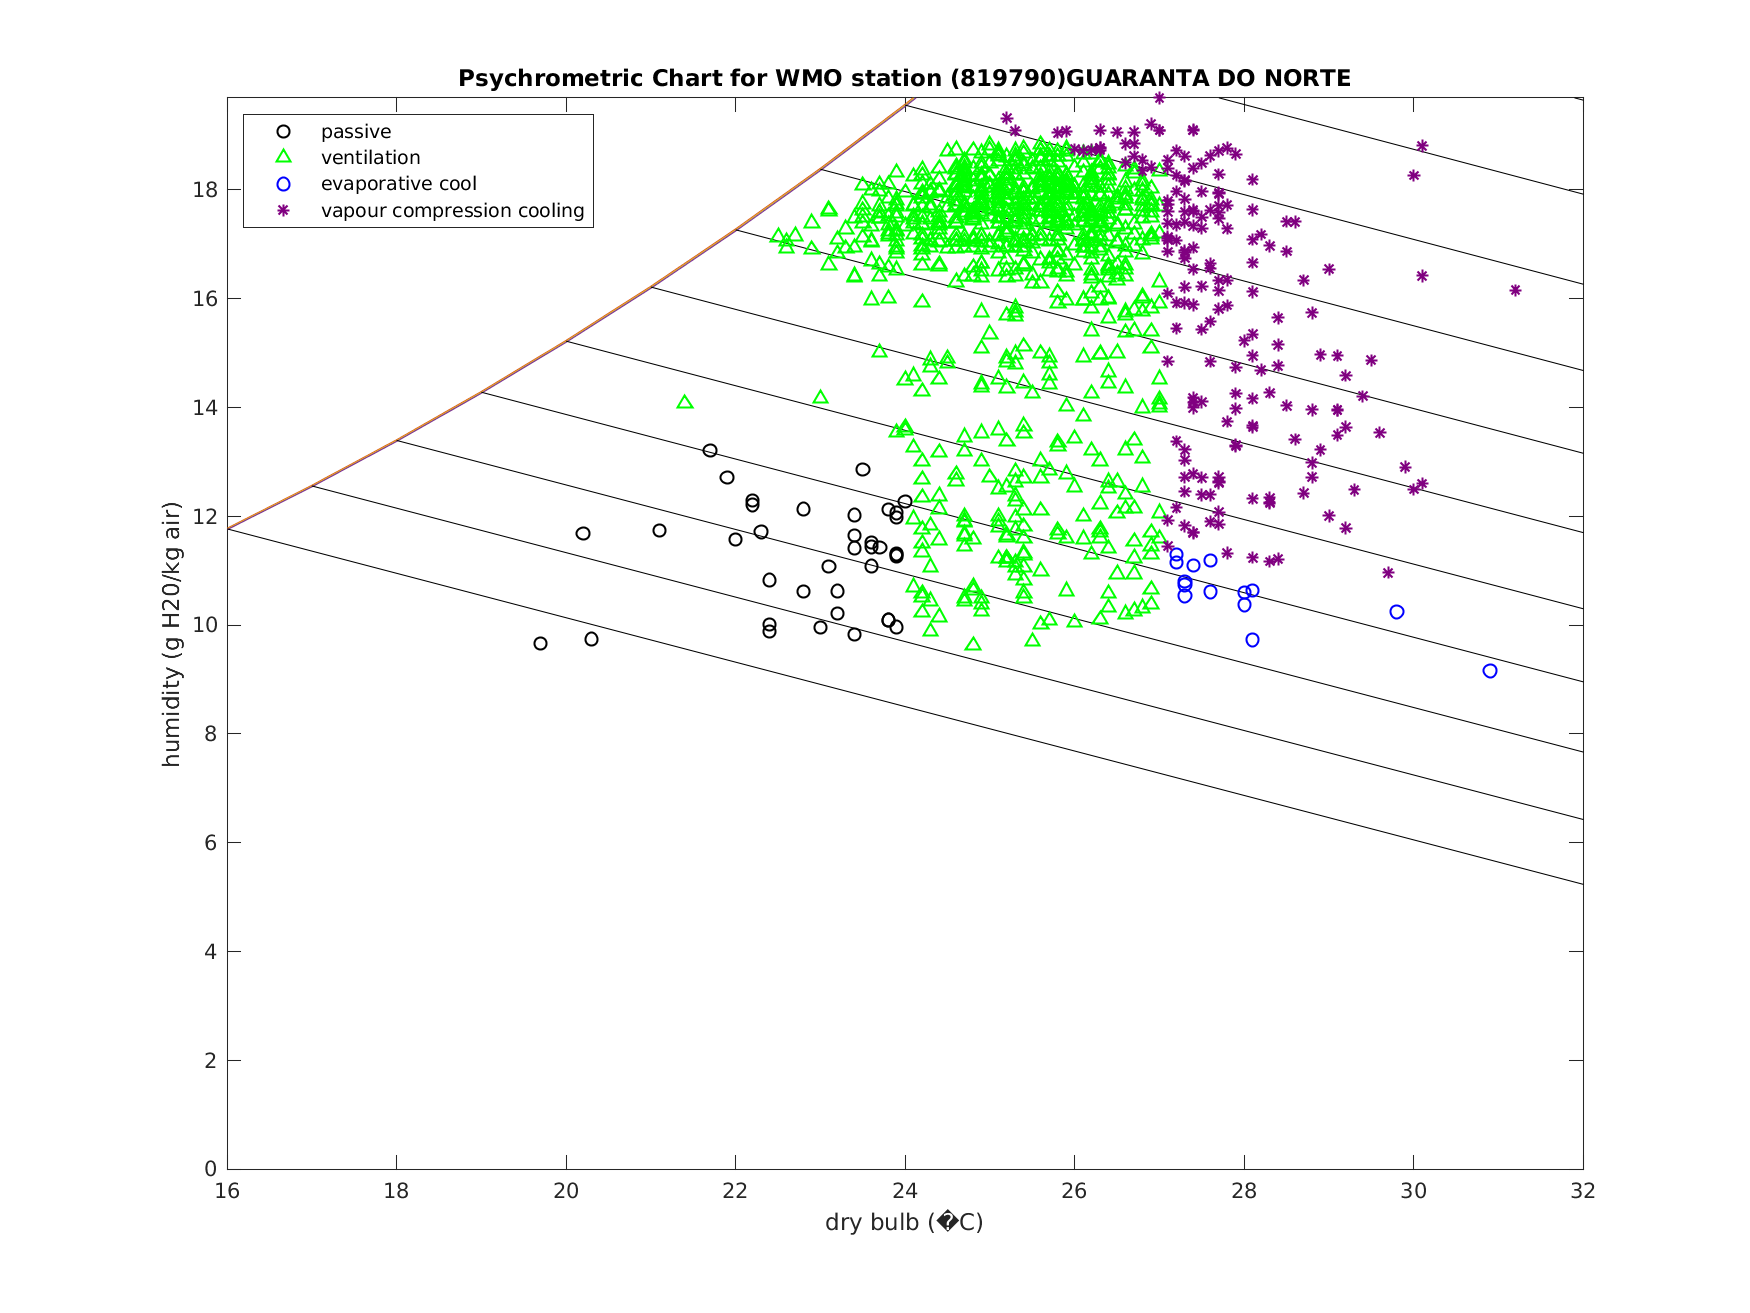 Psychrometric Chart for WMO station (819790)GUARANTA DO NORTE
passive
ventilation
evaporative cool
vapour compression cooling
humidity (g H20/kg air)
18
16
14
12
10
8
6
4
2
0
16 18 20 22 24 26 28 30 32
dry bulb (�C)